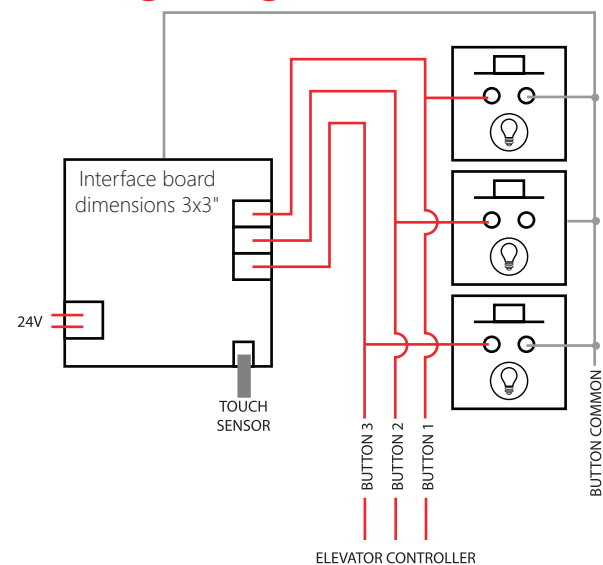 Interface board
dimensions 3x3"
24V
TOUCH
SENSOR
BUTTON 3
BUTTON 2
BUTTON 1
BUTTON COMMON
ELEVATOR CONTROLLER